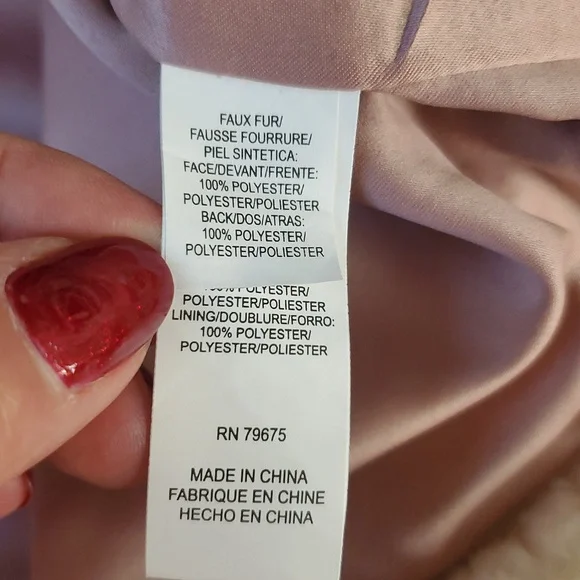 FAUX FUR/
FAUSSE FOURRURE/
PIEL SINTETICA:
FACE/DEVANT/FRENTE:
100% POLYESTER/
POLYESTER/POLIESTER
BACK/DOS/ATRAS:
100% POLYESTER/
POLYESTER/POLIESTER
100% POLYESTER/
POLYESTER/POLIESTER
LINING/DOUBLURE/FORRO:
100% POLYESTER/
POLYESTER/POLIESTER
RN 79675
MADE IN CHINA
FABRIQUE EN CHINE
HECHO EN CHINA